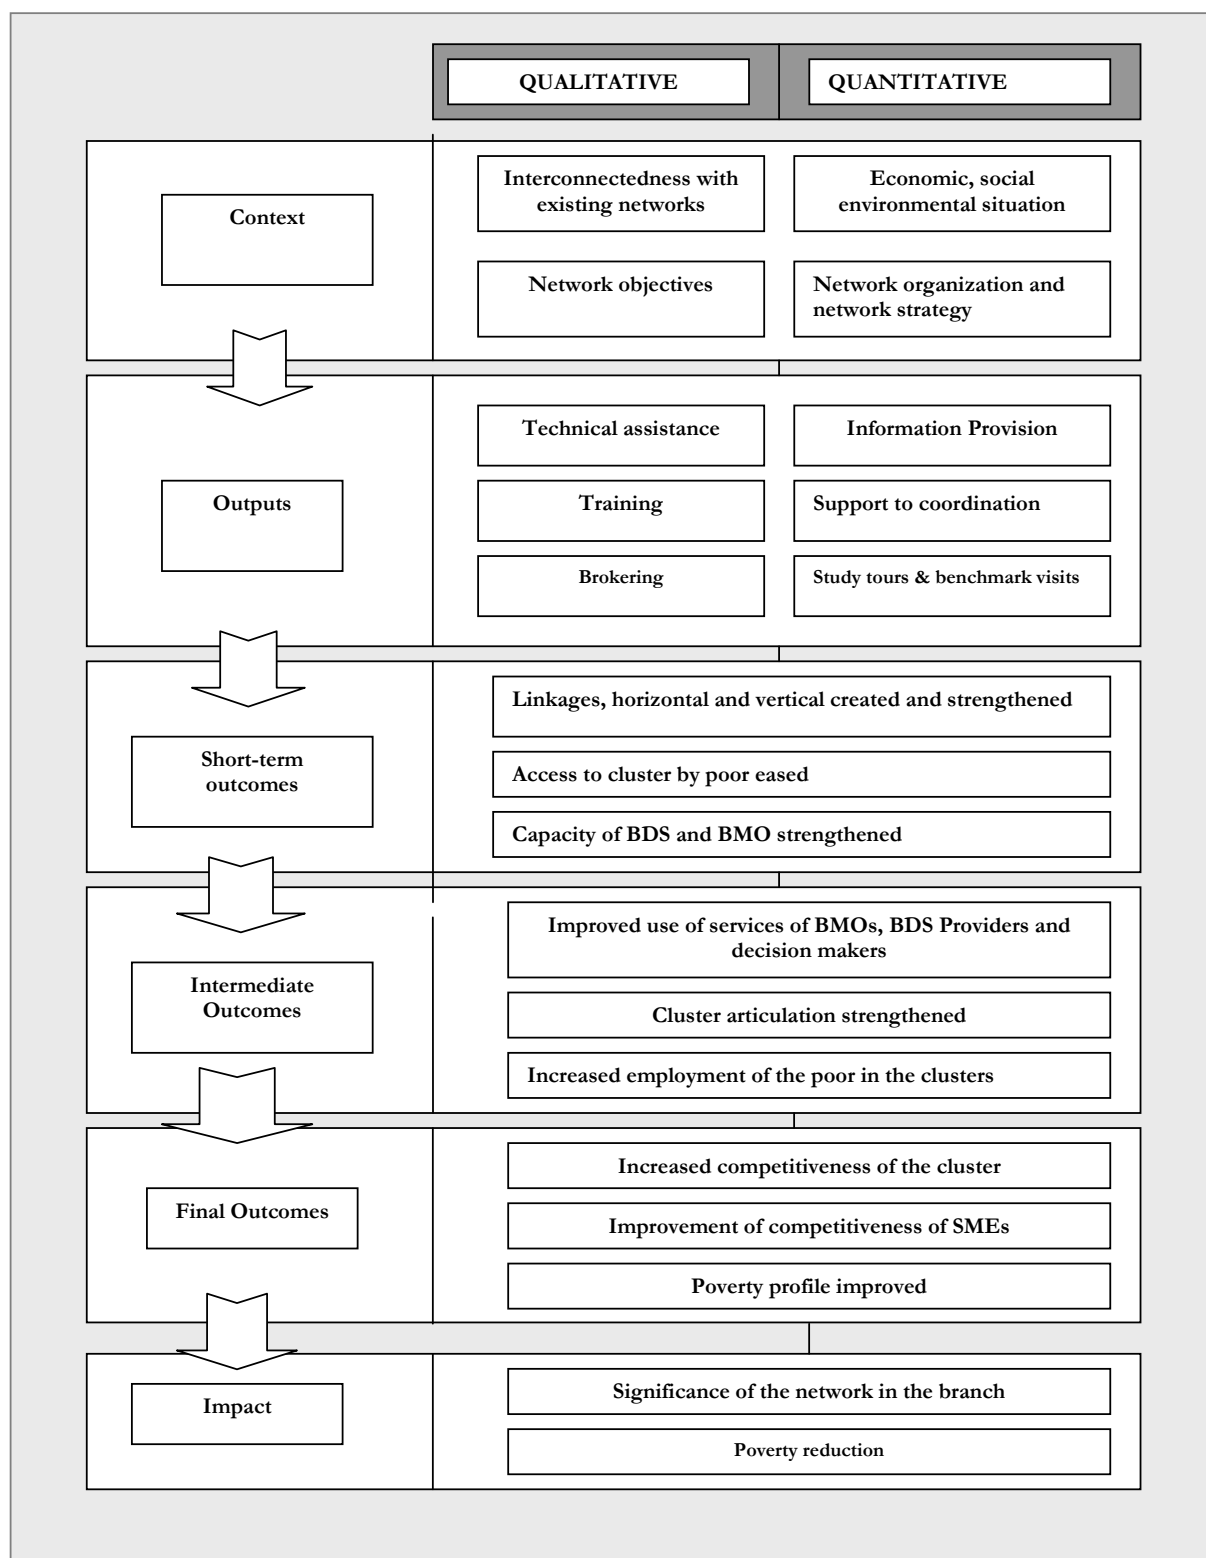 QUALITATIVE
QUANTITATIVE
Context
Interconnectedness with
existing networks
Economic, social
environmental situation
Network objectives
Network organization and
network strategy
Outputs
Technical assistance
Information Provision
Training
Support to coordination
Brokering
Study tours & benchmark visits
Short-term
outcomes
Linkages, horizontal and vertical created and strengthened
Access to cluster by poor eased
Capacity of BDS and BMO strengthened
Intermediate
Outcomes
Improved use of services of BMOs, BDS Providers and
decision makers
Cluster articulation strengthened
Increased employment of the poor in the clusters
Final Outcomes
Increased competitiveness of the cluster
Improvement of competitiveness of SMEs
Poverty profile improved
Impact
Significance of the network in the branch
Poverty reduction